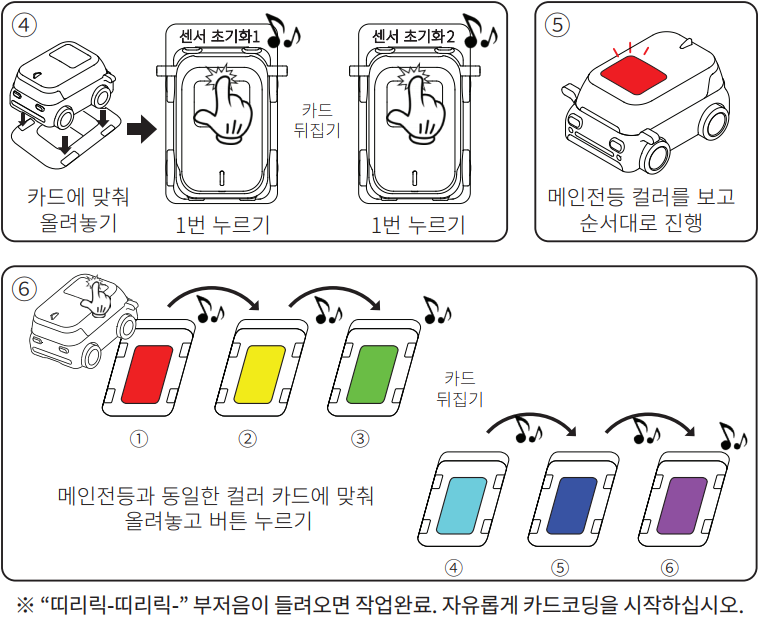 ④
센서 초기화1
센서 초기화2
카드
뒤집기
카드에 맞춰
올려놓기
1번 누르기
1번 누르기
⑤
메인전등 컬러를 보고
순서대로 진행
⑥
카드
뒤집기
①
②
③
메인전등과 동일한 컬러 카드에 맞춰
올려놓고 버튼 누르기
④
⑤
⑥
※ “띠리릭-띠리릭-” 부저음이 들려오면 작업완료. 자유롭게 카드코딩을 시작하십시오.